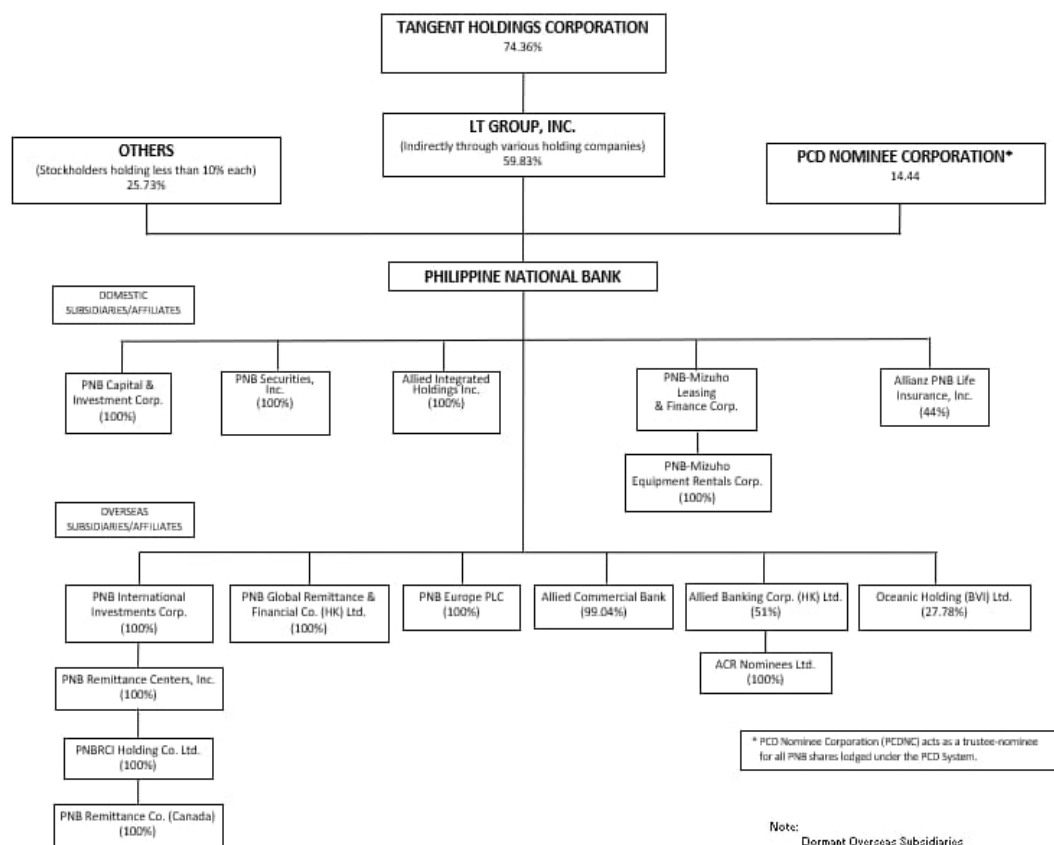 TANGENT HOLDINGS CORPORATION
74.36%
LT GROUP, INC.
(Indirectly through various holding companies)
59.83%
OTHERS
(Stockholders holding less than 10% each)
25.73%
PCD NOMINEE CORPORATION*
14.44
PHILIPPINE NATIONAL BANK
DOMESTIC
SUBSIDIARIES/AFFILIATES
PNB Capital &
Investment Corp.
(100%)
PNB Securities,
Inc.
(100%)
Allied Integrated
Holdings Inc.
(100%)
PNB-Mizuho
Leasing
& Finance Corp.
Allianz PNB Life
Insurance, Inc.
(44%)
PNB-Mizuho
Equipment Rentals Corp.
(100%)
OVERSEAS
SUBSIDIARIES/AFFILIATES
PNB International
Investments Corp.
(100%)
PNB Global Remittance &
Financial Co. (HK) Ltd.
(100%)
PNB Europe PLC
(100%)
Allied Commercial Bank
(99.04%)
Allied Banking Corp. (HK) Ltd.
(51%)
Oceanic Holding (BVI) Ltd.
(27.78%)
PNB Remittance Centers, Inc.
(100%)
ACR Nominees Ltd.
(100%)
PNBRCI Holding Co. Ltd.
(100%)
PNB Remittance Co. (Canada)
(100%)
* PCD Nominee Corporation (PCDNC) acts as a trustee-nominee
for all PNB shares lodged under the PCD System.
Note:
Dormant Overseas Subsidiaries